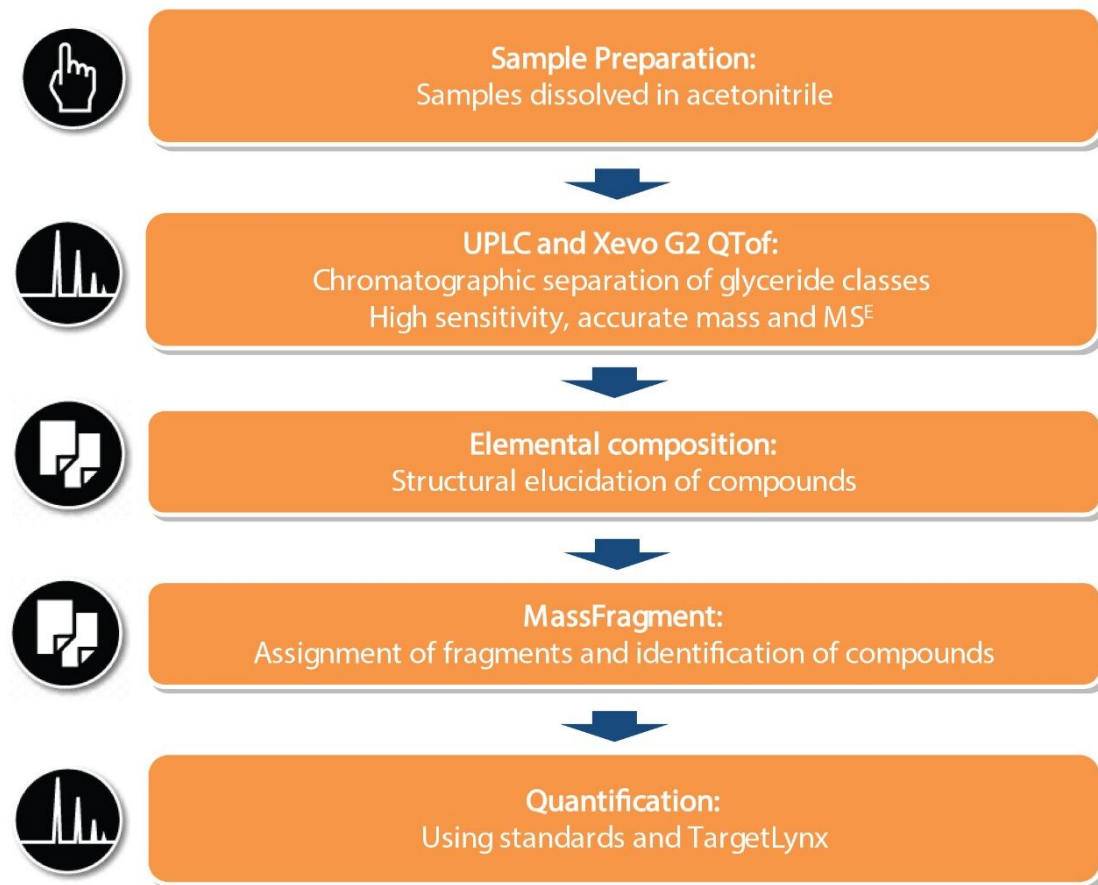 Sample Preparation:
Samples dissolved in acetonitrile
UPLC and Xevo G2 QTof:
Chromatographic separation of glyceride classes
High sensitivity, accurate mass and MSᴱ
Elemental composition:
Structural elucidation of compounds
MassFragment:
Assignment of fragments and identification of compounds
Quantification:
Using standards and TargetLynx